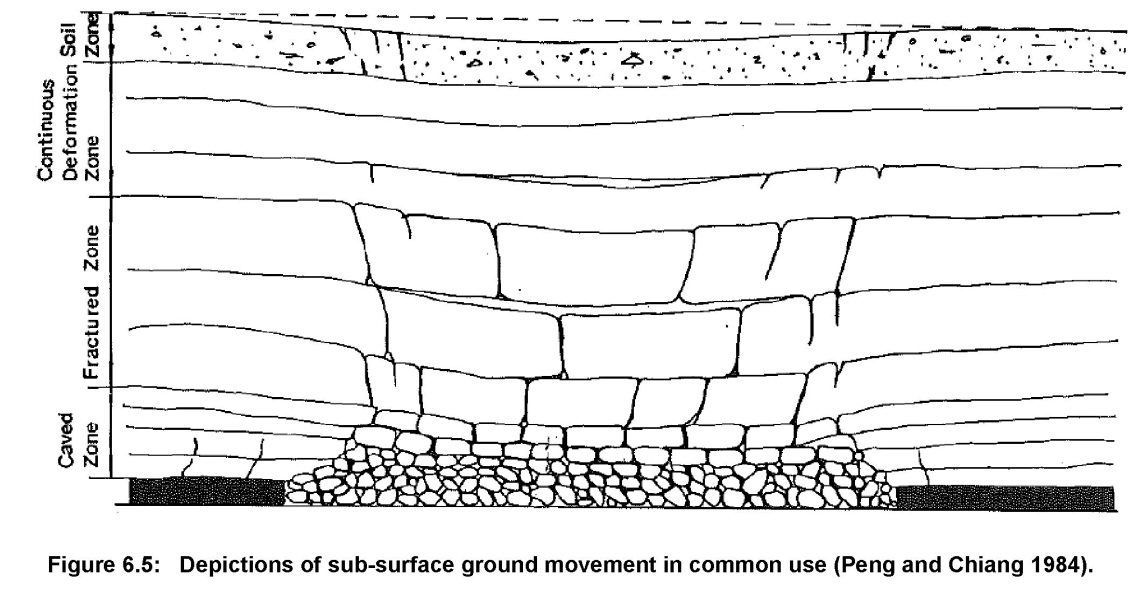 Soil
Zone
Continuous
Deformation
Zone
Fractured Zone
Caved
Zone
Figure 6.5: Depictions of sub-surface ground movement in common use (Peng and Chiang 1984).